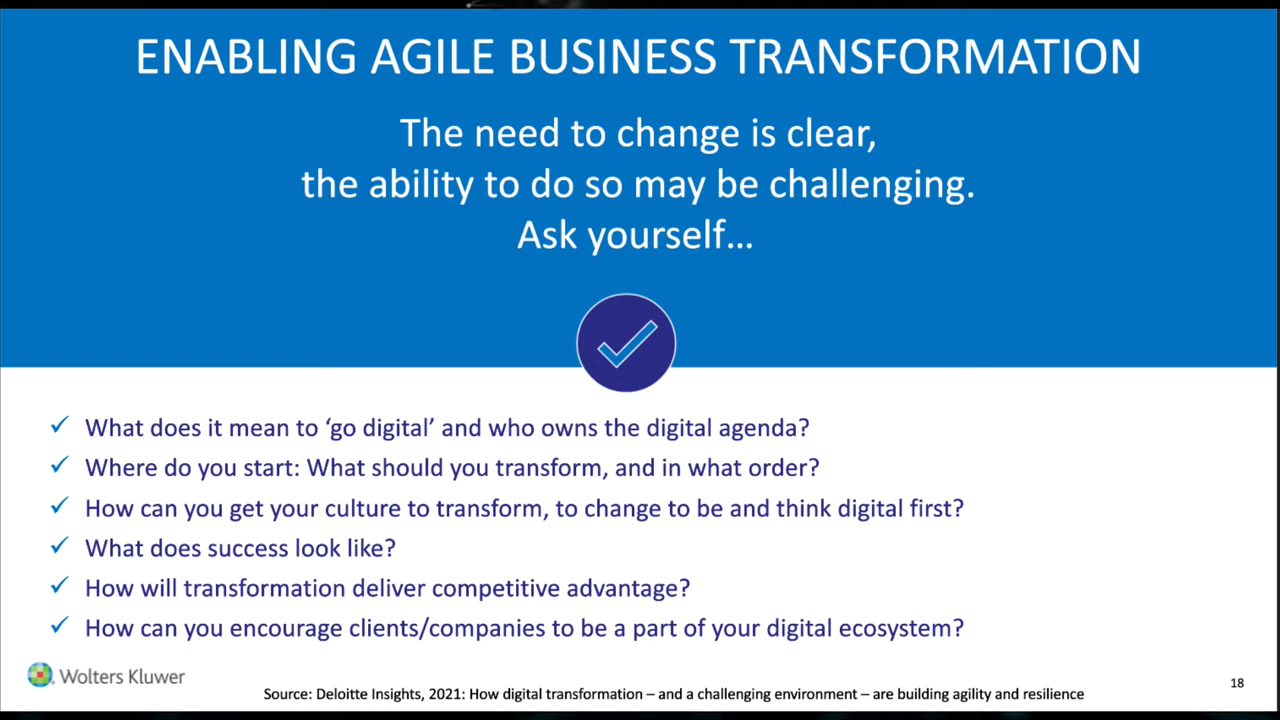 ENABLING AGILE BUSINESS TRANSFORMATION
The need to change is clear,
the ability to do so may be challenging.
Ask yourself...
What does it mean to ‘go digital’ and who owns the digital agenda?
Where do you start: What should you transform, and in what order?
How can you get your culture to transform, to change to be and think digital first?
What does success look like?
How will transformation deliver competitive advantage?
How can you encourage clients/companies to be a part of your digital ecosystem?
Wolters Kluwer
Source: Deloitte Insights, 2021: How digital transformation – and a challenging environment – are building agility and resilience
18